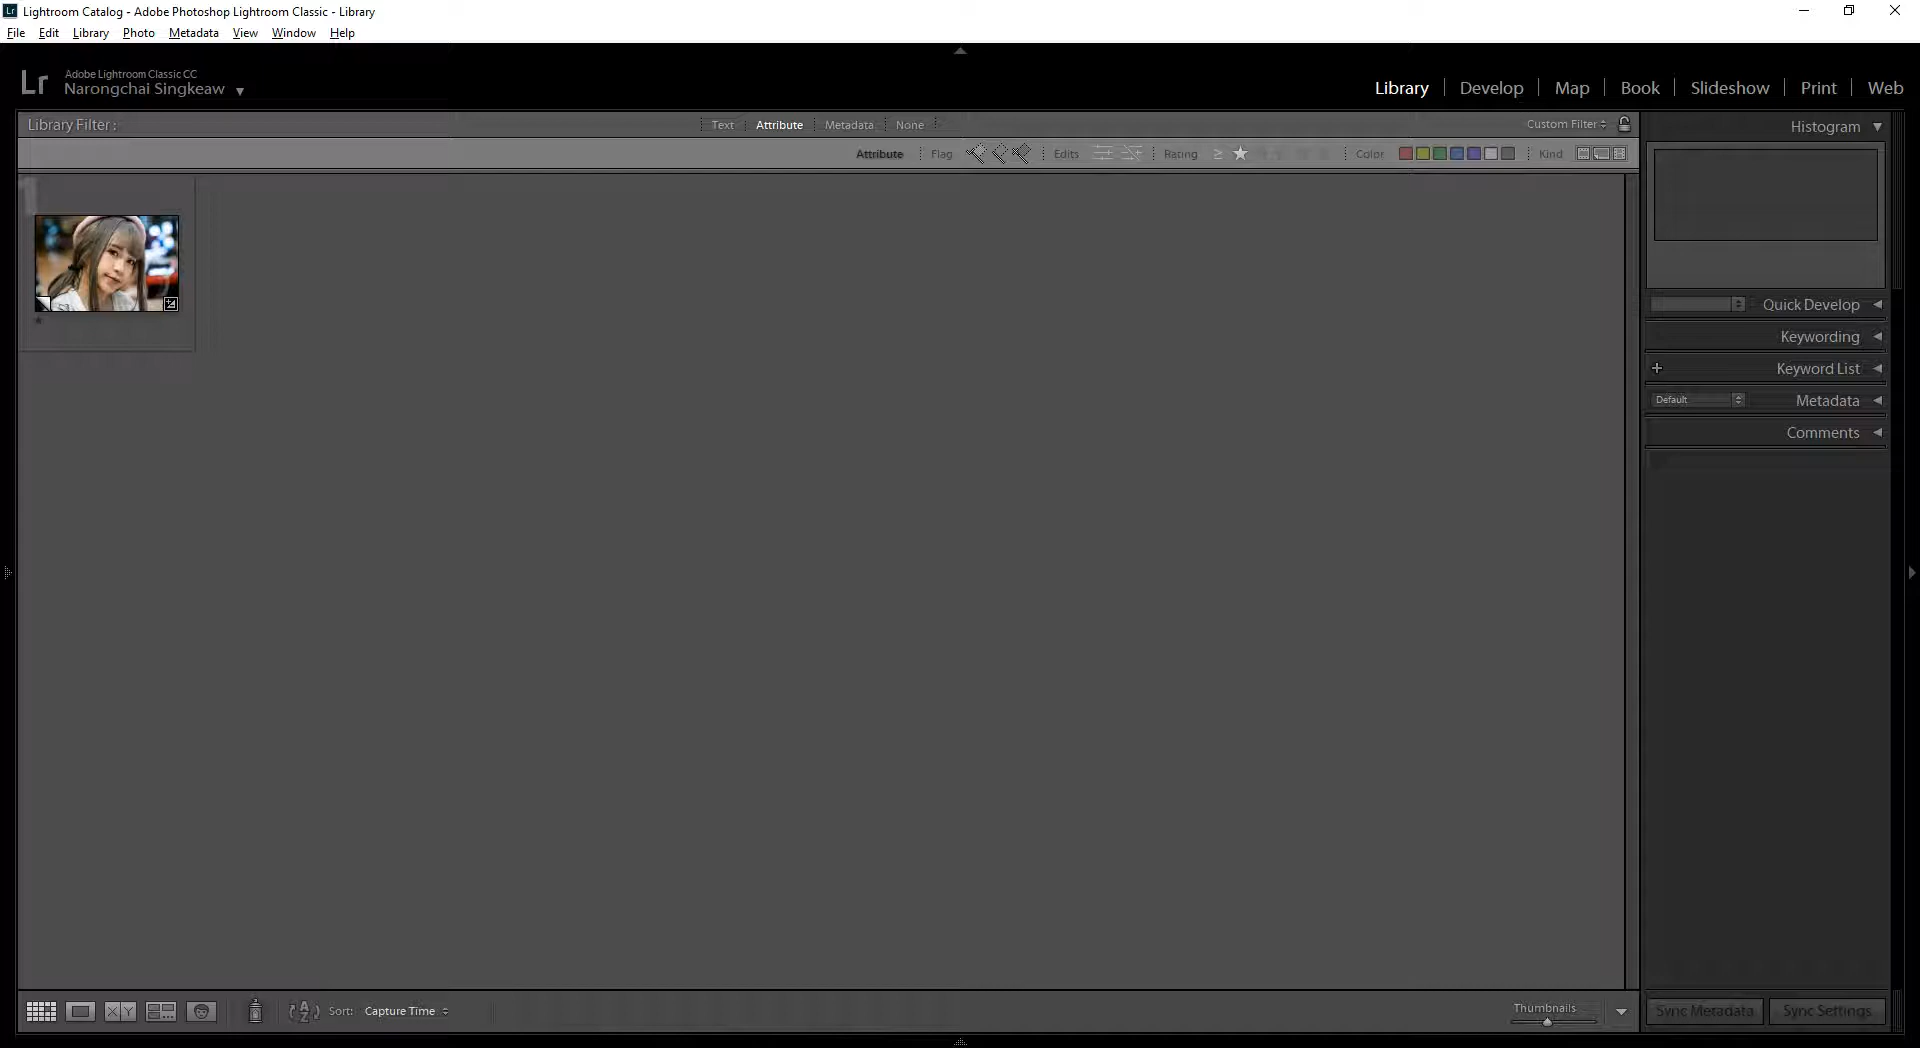 Lr Lightroom Catalog - Adobe Photoshop Lightroom Classic - Library
File Edit Library Photo Metadata View Window Help
Lr
Adobe Lightroom Classic CC
Narongchai Singkeaw
Library Develop Map Book Slideshow Print Web
Library Filter : Text Attribute Metadata None Custom Filter
Histogram
Attribute Flag Edits Rating ≥ ★ Color Kind
1
Quick Develop
Keywording
+ Keyword List
Default Metadata
Comments
X Y Sort: Capture Time
A
Z
Thumbnails
Sync Metadata Sync Settings